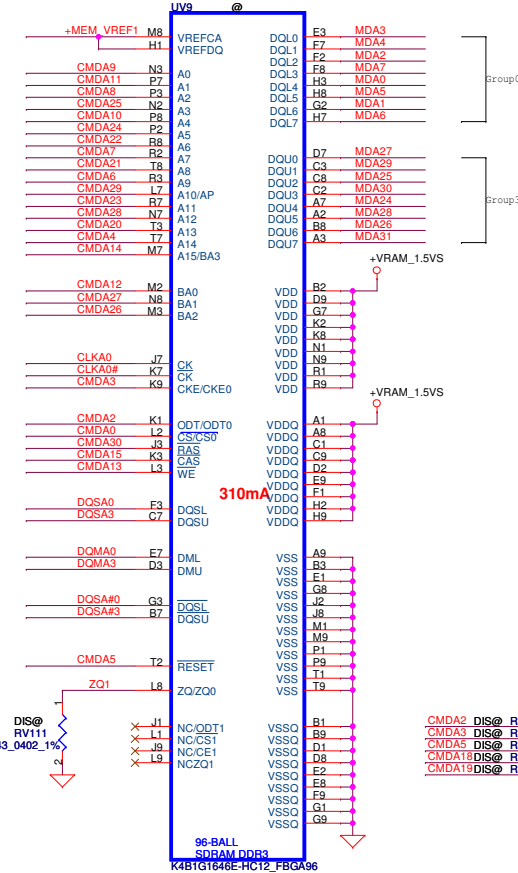 UV9 @
+MEM_VREF1 M8 VREFCA DQL0 E3 MDA3
H1 VREFDQ DQL1 F7 MDA4
DQL2 F2 MDA2
CMDA9 N3 A0 DQL3 F8 MDA7
CMDA11 P7 A1 DQL4 H3 MDA0 Group0
CMDA8 P3 A2 DQL5 H8 MDA5
CMDA25 N2 A3 DQL6 G2 MDA1
CMDA10 P8 A4 DQL7 H7 MDA6
CMDA24 P2 A5
CMDA22 R8 A6
CMDA7 R2 A7 DQU0 D7 MDA27
CMDA21 T8 A8 DQU1 C3 MDA29
CMDA6 R3 A9 DQU2 C8 MDA25
CMDA29 L7 A10/AP DQU3 C2 MDA30
CMDA23 R7 A11 DQU4 A7 MDA24 Group3
CMDA28 N7 A12 DQU5 A2 MDA28
CMDA20 T3 A13 DQU6 B8 MDA26
CMDA4 T7 A14 DQU7 A3 MDA31
CMDA14 M7 A15/BA3
+VRAM_1.5VS
CMDA12 M2 BA0 VDD B2
CMDA27 N8 BA1 VDD D9
CMDA26 M3 BA2 VDD G7
VDD K2
VDD K8
VDD N1
CLKA0 J7 CK VDD N9
CLKA0# K7 CK VDD R1
CMDA3 K9 CKE/CKE0 VDD R9
+VRAM_1.5VS
CMDA2 K1 ODT/ODT0 VDDQ A1
CMDA0 L2 CS/CS0 VDDQ A8
CMDA30 J3 RAS VDDQ C1
CMDA15 K3 CAS VDDQ C9
CMDA13 L3 WE VDDQ D2
VDDQ E9
310mA VDDQ F1
DQSA0 F3 DQSL VDDQ H2
DQSA3 C7 DQSU VDDQ H9
DQMA0 E7 DML VSS A9
DQMA3 D3 DMU VSS B3
VSS E1
VSS G8
DQSA#0 G3 DQSL VSS J2
DQSA#3 B7 DQSU VSS J8
VSS M1
VSS M9
VSS P1
CMDA5 T2 RESET VSS P9
VSS T1
ZQ1 L8 ZQ/ZQ0 VSS T9
1
DIS@ J1 NC/ODT1 VSSQ B1 CMDA2 DIS@ R
RV111 L1 NC/CS1 VSSQ B9 CMDA3 DIS@ R
43_0402_1% J9 NC/CE1 VSSQ D1 CMDA5 DIS@ R
2 L9 NCZQ1 VSSQ D8 CMDA18 DIS@ R
VSSQ E2 CMDA19 DIS@ R
VSSQ E8
VSSQ F9
VSSQ G1
VSSQ G9
96-BALL
SDRAM DDR3
K4B1G1646E-HC12_FBGA96